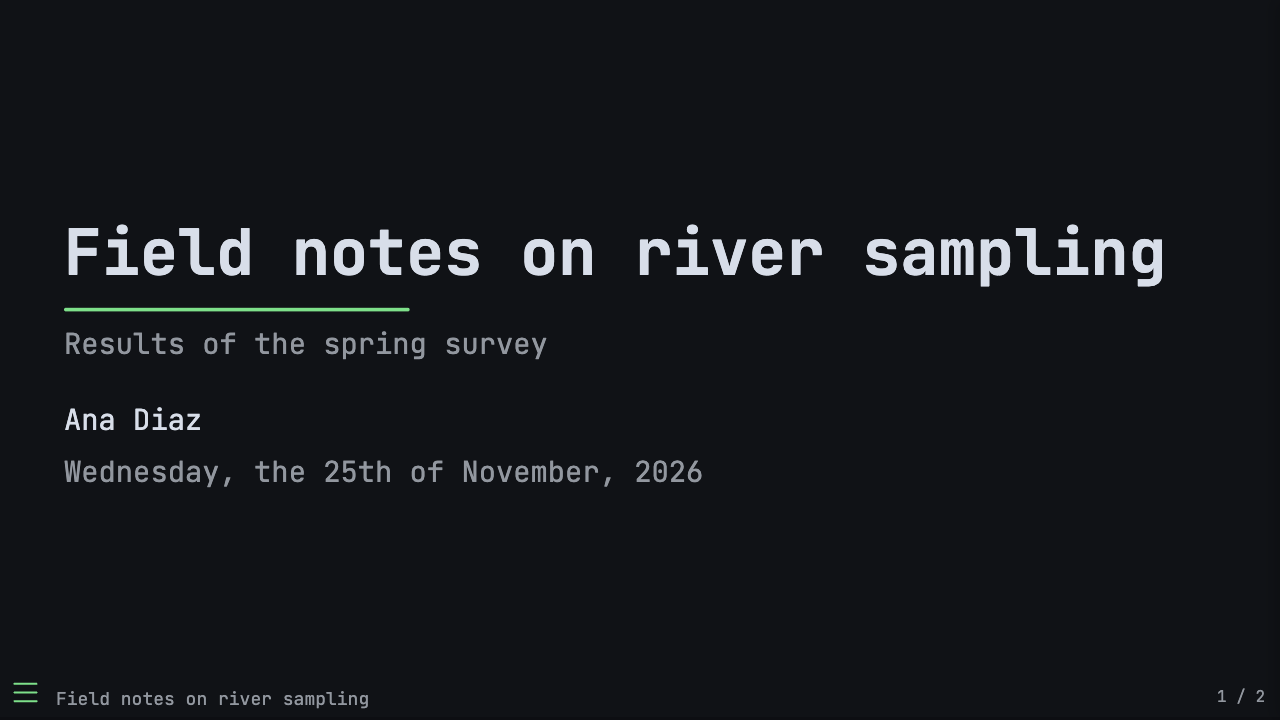 Field notes on river sampling
Results of the spring survey
Ana Diaz
Wednesday, the 25th of November, 2026
Field notes on river sampling
1 / 2